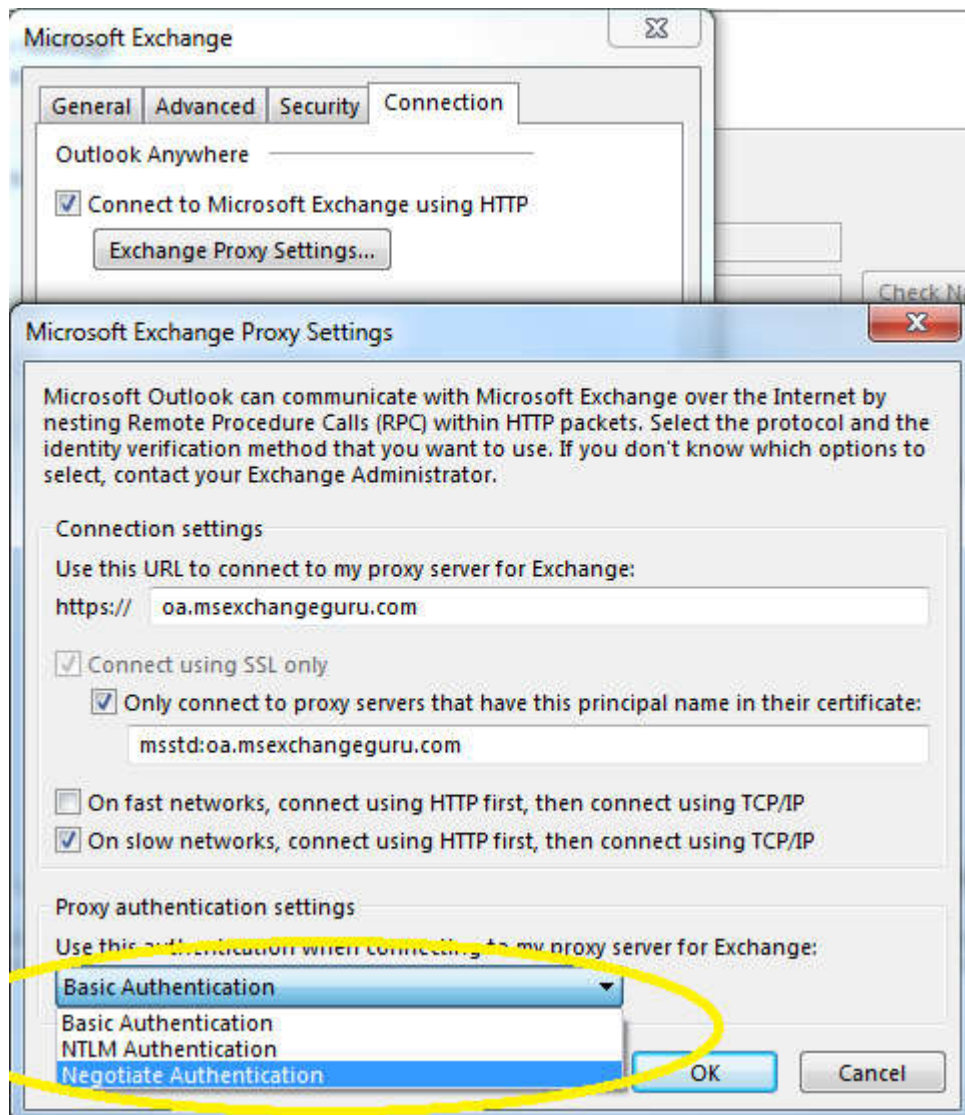 Microsoft Exchange
General Advanced Security Connection
Outlook Anywhere
Connect to Microsoft Exchange using HTTP
Exchange Proxy Settings...
Check
Microsoft Exchange Proxy Settings
Microsoft Outlook can communicate with Microsoft Exchange over the Internet by
nesting Remote Procedure Calls (RPC) within HTTP packets. Select the protocol and the
identity verification method that you want to use. If you don't know which options to
select, contact your Exchange Administrator.
Connection settings
Use this URL to connect to my proxy server for Exchange:
https:// oa.msexchangeguru.com
Connect using SSL only
Only connect to proxy servers that have this principal name in their certificate:
msstd:oa.msexchangeguru.com
On fast networks, connect using HTTP first, then connect using TCP/IP
On slow networks, connect using HTTP first, then connect using TCP/IP
Proxy authentication settings
Use this authentication when connecting to my proxy server for Exchange:
Basic Authentication
Basic Authentication
NTLM Authentication
Negotiate Authentication
OK Cancel